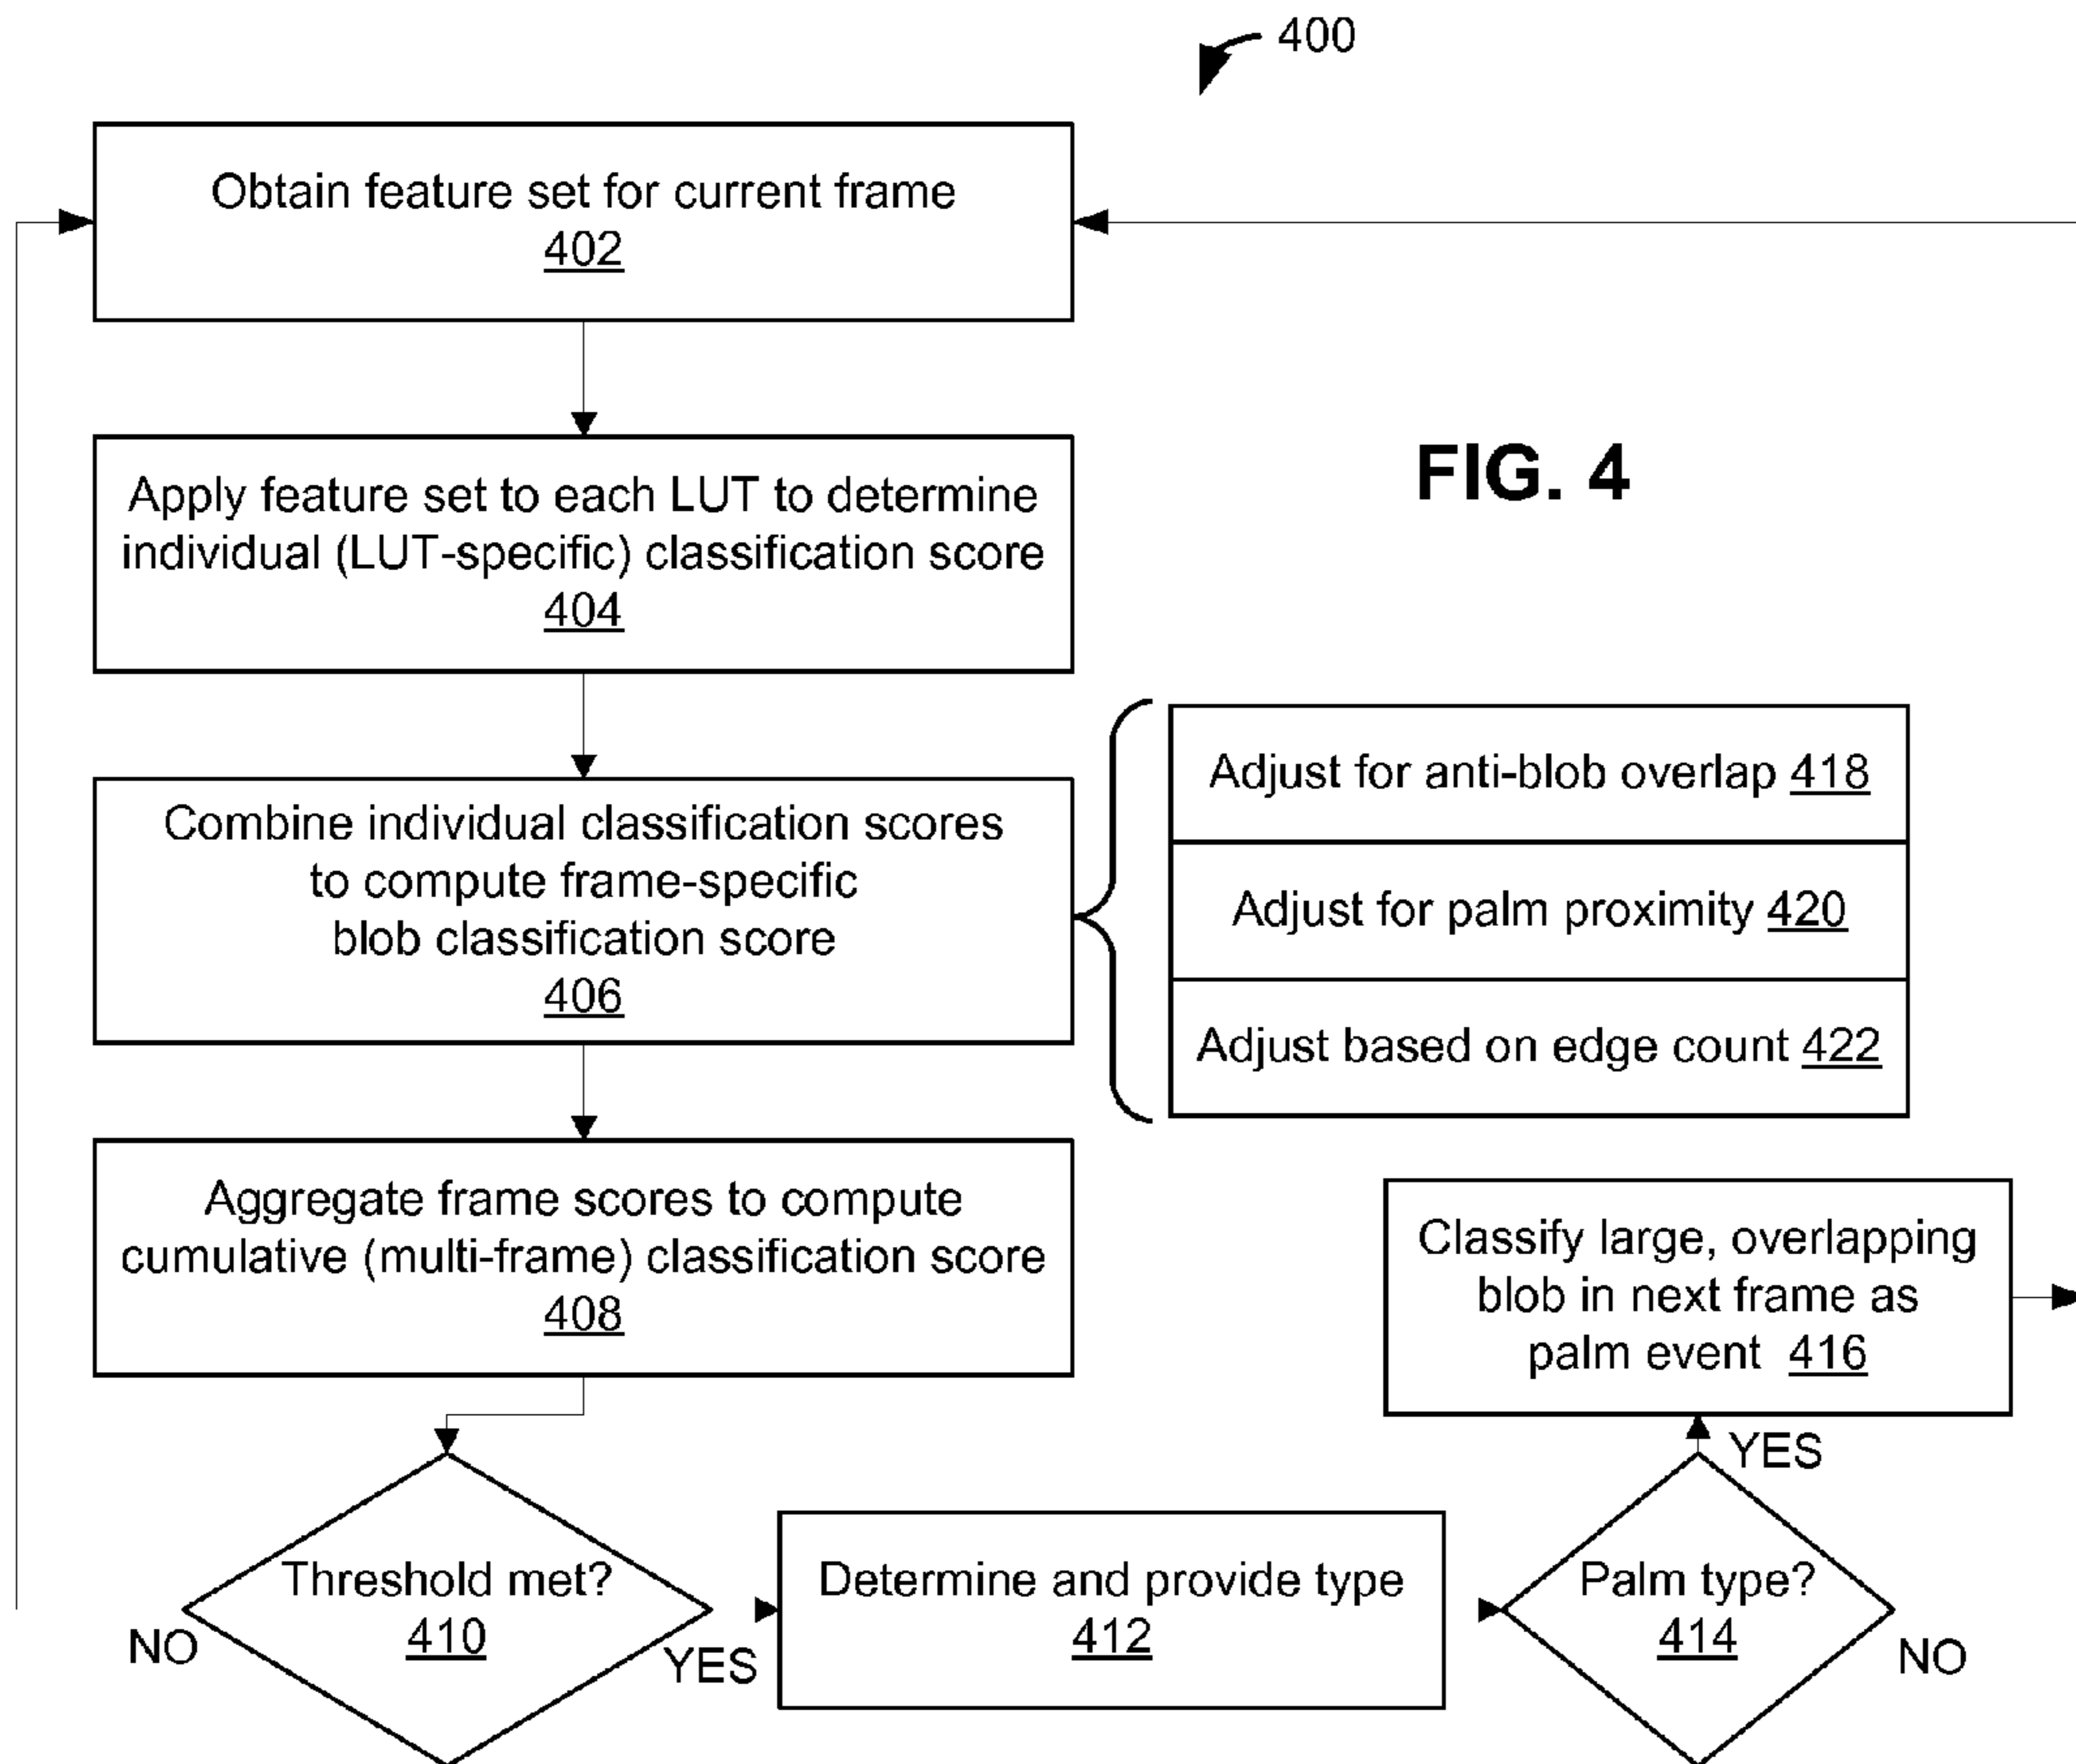 400
Obtain feature set for current frame
402
FIG. 4
Apply feature set to each LUT to determine
individual (LUT-specific) classification score
404
Combine individual classification scores
to compute frame-specific
blob classification score
406
Adjust for anti-blob overlap 418
Adjust for palm proximity 420
Adjust based on edge count 422
Aggregate frame scores to compute
cumulative (multi-frame) classification score
408
Classify large, overlapping
blob in next frame as
palm event 416
Threshold met?
410
NO
YES
Determine and provide type
412
Palm type?
414
YES
NO